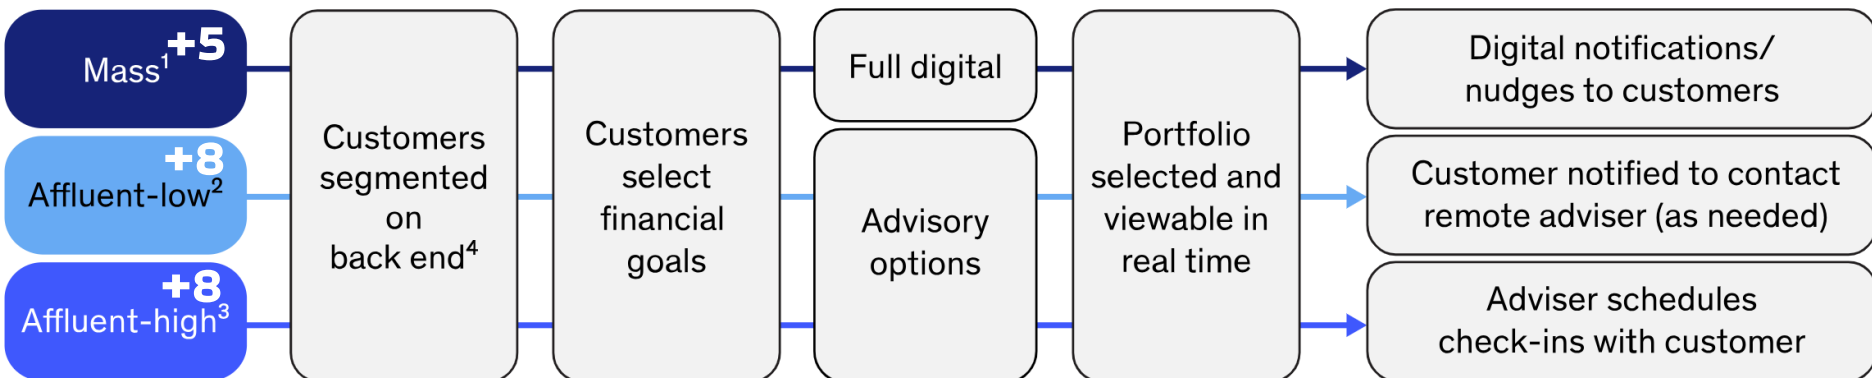 +5
Mass¹
+8
Affluent-low²
+8
Affluent-high³
Customers
segmented
on
back end⁴
Customers
select
financial
goals
Full digital
Advisory
options
Portfolio
selected and
viewable in
real time
Digital notifications/
nudges to customers
Customer notified to contact
remote adviser (as needed)
Adviser schedules
check-ins with customer